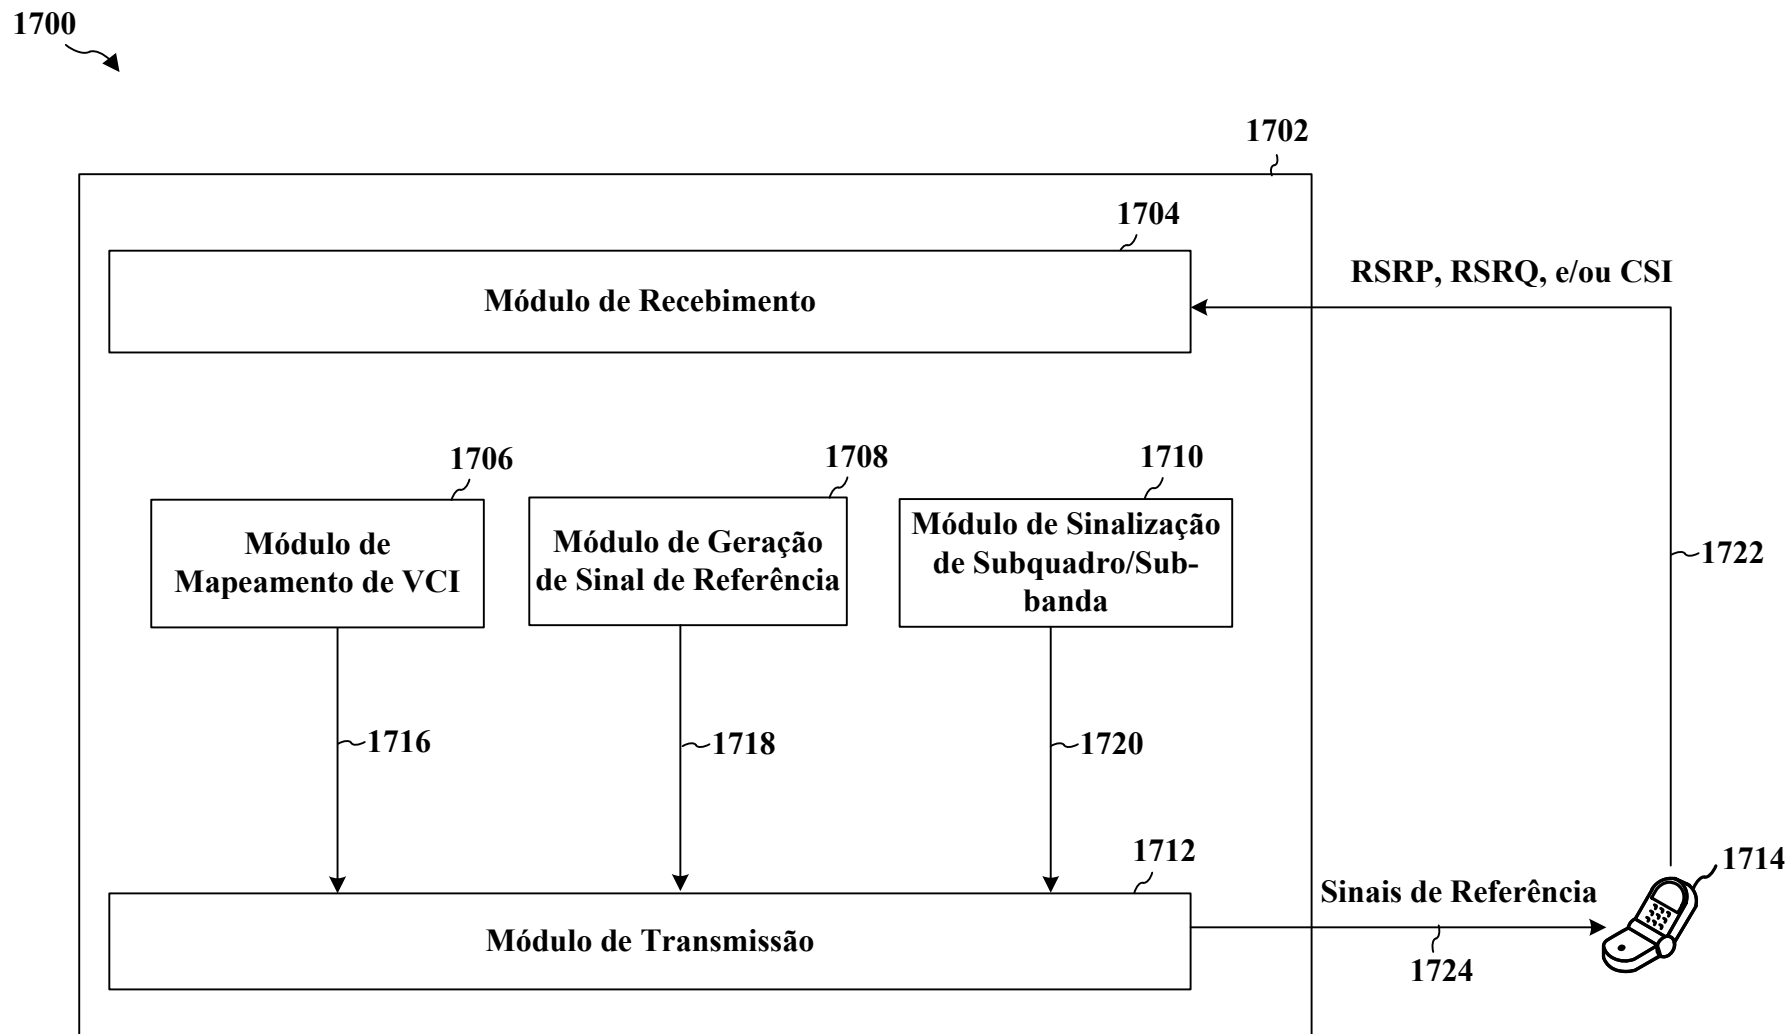 1700
1702
1704
Módulo de Recebimento
RSRP, RSRQ, e/ou CSI
1706
1708
1710
Módulo de
Mapeamento de VCI
Módulo de Geração
de Sinal de Referência
Módulo de Sinalização
de Subquadro/Sub-
banda
1722
1716
1718
1720
1712
1714
Módulo de Transmissão
Sinais de Referência
1724